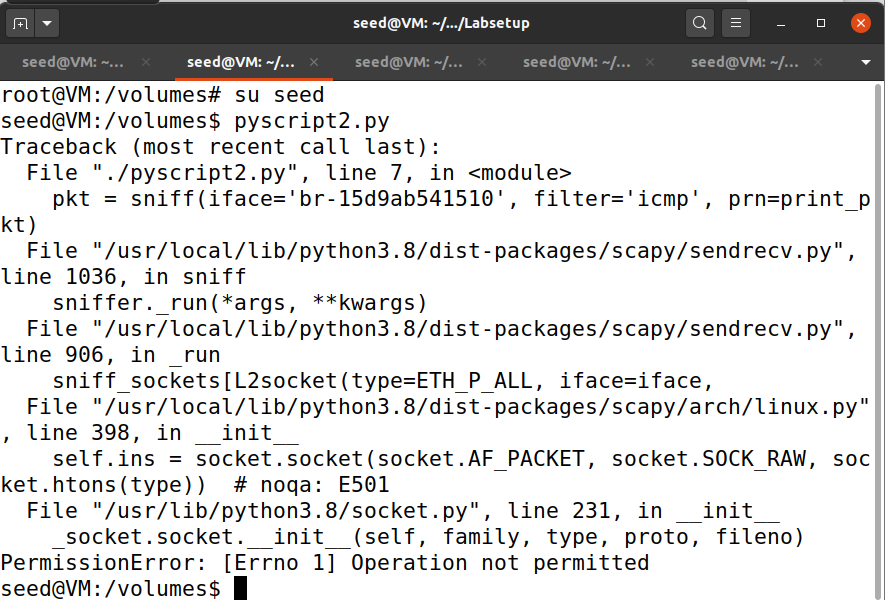 seed@VM: ~/.../Labsetup
seed@VM: ~... × seed@VM: ~/... × seed@VM: ~/... × seed@VM: ~/... × seed@VM: ~/... ×
root@VM:/volumes# su seed
seed@VM:/volumes$ pyscript2.py
Traceback (most recent call last):
  File "./pyscript2.py", line 7, in <module>
    pkt = sniff(iface='br-15d9ab541510', filter='icmp', prn=print_p
kt)
  File "/usr/local/lib/python3.8/dist-packages/scapy/sendrecv.py",
line 1036, in sniff
    sniffer._run(*args, **kwargs)
  File "/usr/local/lib/python3.8/dist-packages/scapy/sendrecv.py",
line 906, in _run
    sniff_sockets[L2socket(type=ETH_P_ALL, iface=iface,
  File "/usr/local/lib/python3.8/dist-packages/scapy/arch/linux.py"
, line 398, in __init__
    self.ins = socket.socket(socket.AF_PACKET, socket.SOCK_RAW, soc
ket.htons(type))  # noqa: E501
  File "/usr/lib/python3.8/socket.py", line 231, in __init__
    _socket.socket.__init__(self, family, type, proto, fileno)
PermissionError: [Errno 1] Operation not permitted
seed@VM:/volumes$